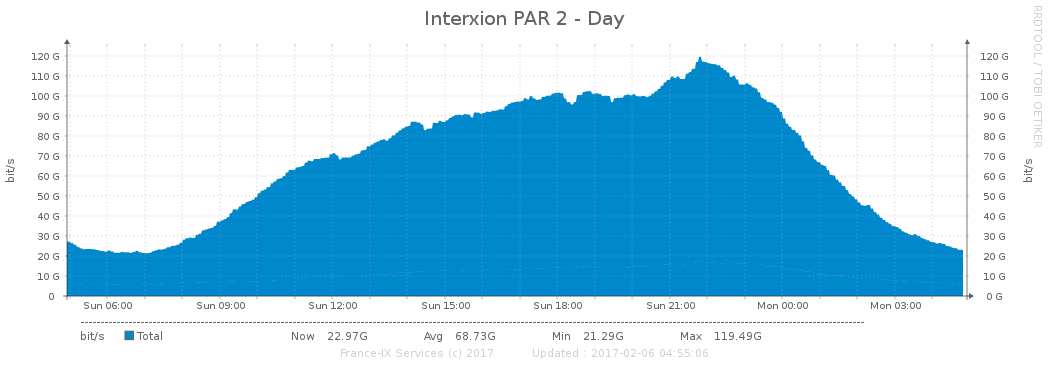 Interxion PAR 2 - Day
RRDTOOL / TOBI OETIKER
120 G 120 G
110 G 110 G
100 G 100 G
90 G 90 G
80 G 80 G
70 G 70 G
60 G 60 G
50 G 50 G
40 G 40 G
30 G 30 G
20 G 20 G
10 G 10 G
0 0 G
bit/s
bit/s
Sun 06:00 Sun 09:00 Sun 12:00 Sun 15:00 Sun 18:00 Sun 21:00 Mon 00:00 Mon 03:00
bit/s Total Now 22.97G Avg 68.73G Min 21.29G Max 119.49G
France-IX Services (c) 2017 Updated : 2017-02-06 04:55:06